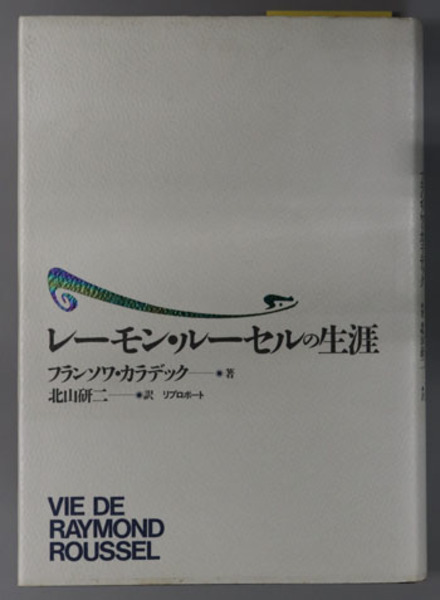 レーモン・ルーセルの生涯
フランソワ・カラデック——●著
北山研二——●訳 リブロポート
VIE DE
RAYMOND
ROUSSEL